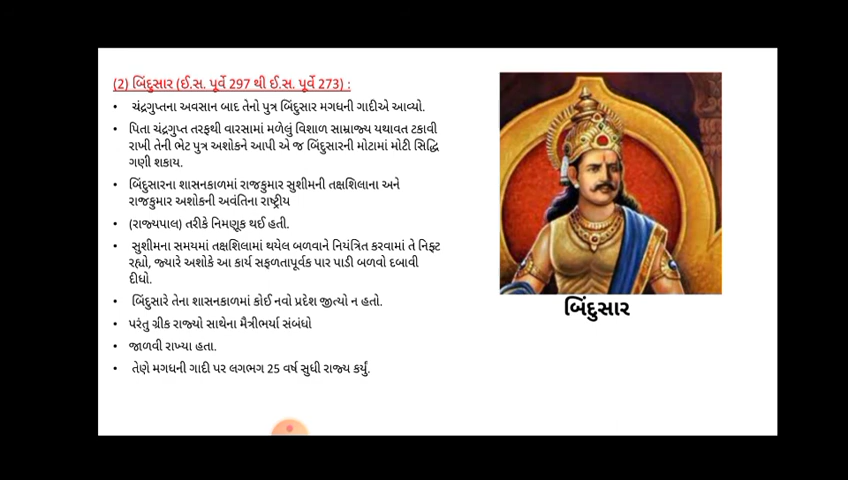 (2) બિંદુસાર (ઈ.સ. પૂર્વે 297 થી ઈ.સ. પૂર્વે 273) :
• ચંદ્રગુપ્તના અવસાન બાદ તેનો પુત્ર બિંદુસાર મગધની ગાદીએ આવ્યો.
• પિતા ચંદ્રગુપ્ત તરફથી વારસામાં મળેલું વિશાળ સામ્રાજ્ય યથાવત ટકાવી
રાખી તેની ભેટ પુત્ર અશોકને આપી એ જ બિંદુસારની મોટામાં મોટી સિદ્ધિ
ગણી શકાય.
• બિંદુસારના શાસનકાળમાં રાજકુમાર સુશીમની તક્ષશિલાના અને
રાજકુમાર અશોકની અવંતિના રાષ્ટ્રીય
• (રાજ્યપાલ) તરીકે નિમણૂક થઈ હતી.
• સુશીમના સમયમાં તક્ષશિલામાં થયેલ બળવાને નિયંત્રિત કરવામાં તે નિષ્ફ્ટ
રહ્યો, જ્યારે અશોકે આ કાર્ય સફળતાપૂર્વક પાર પાડી બળવો દબાવી
દીધો.
• બિંદુસારે તેના શાસનકાળમાં કોઈ નવો પ્રદેશ જીત્યો ન હતો.
• પરંતુ ગ્રીક રાજ્યો સાથેના મૈત્રીભર્યા સંબંધો
• જાળવી રાખ્યા હતા.
• તેણે મગધની ગાદી પર લગભગ 25 વર્ષ સુધી રાજ્ય કર્યું.
બિંદુસાર